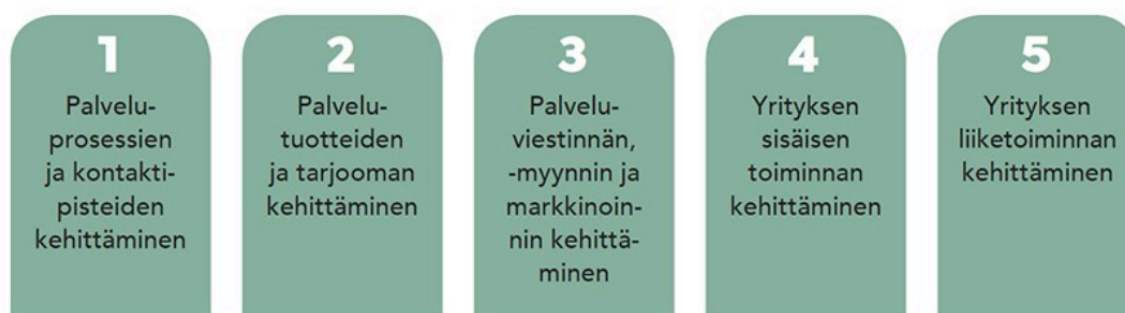 1
Palvelu-
prosessien
ja kontakti-
pisteiden
kehittäminen
2
Palvelu-
tuotteiden
ja tarjooman
kehittäminen
3
Palvelu-
viestinnän,
-myynnin ja
markkinoin-
nin kehittä-
minen
4
Yrityksen
sisäisen
toiminnan
kehittäminen
5
Yrityksen
liiketoiminnan
kehittäminen